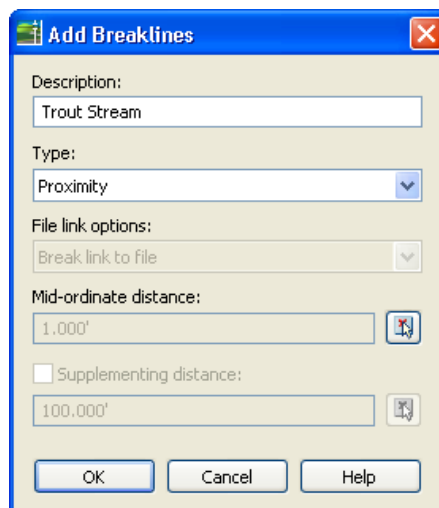 Add Breaklines
Description:
Trout Stream
Type:
Proximity
File link options:
Break link to file
Mid-ordinate distance:
1.000'
Supplementing distance:
100.000'
OK Cancel Help